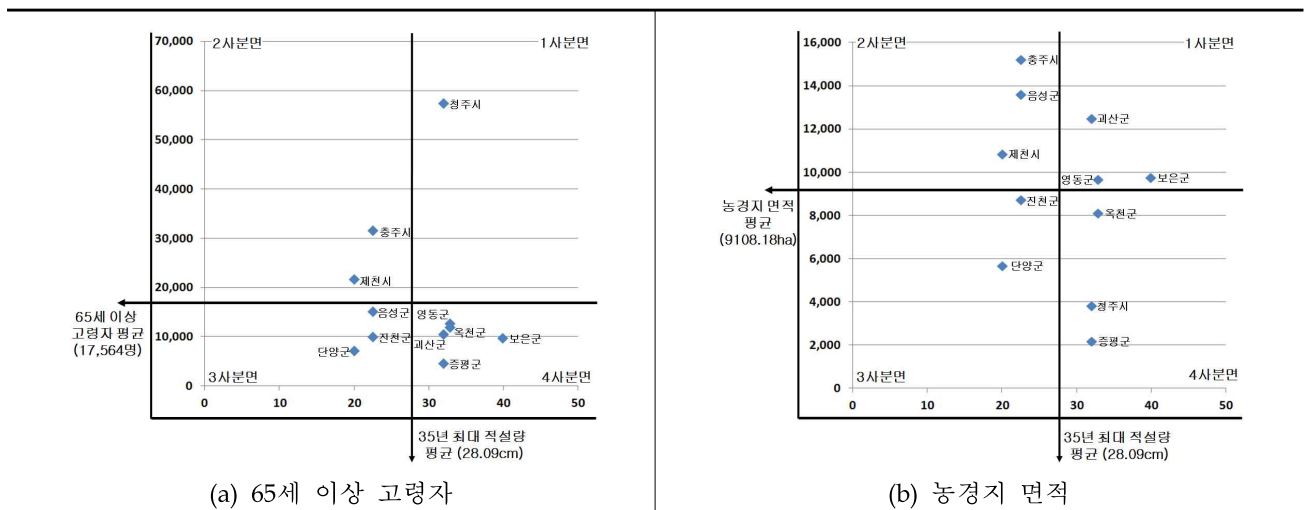 2사분면
1사분면
70,000
60,000
50,000
40,000
30,000
20,000
10,000
0
청주시
충주시
제천시
음성군
영동군
진천군
괴산군
옥천군
보은군
단양군
증평군
3사분면
4사분면
0 10 20 30 40 50
65세 이상
고령자 평균
(17,564명)
35년 최대 적설량
평균 (28.09cm)
(a) 65세 이상 고령자
2사분면
1사분면
16,000
14,000
12,000
10,000
8,000
6,000
4,000
2,000
0
충주시
음성군
괴산군
제천시
영동군
보은군
진천군
옥천군
단양군
청주시
증평군
3사분면
4사분면
0 10 20 30 40 50
농경지 면적
평균
(9108.18ha)
35년 최대 적설량
평균 (28.09cm)
(b) 농경지 면적